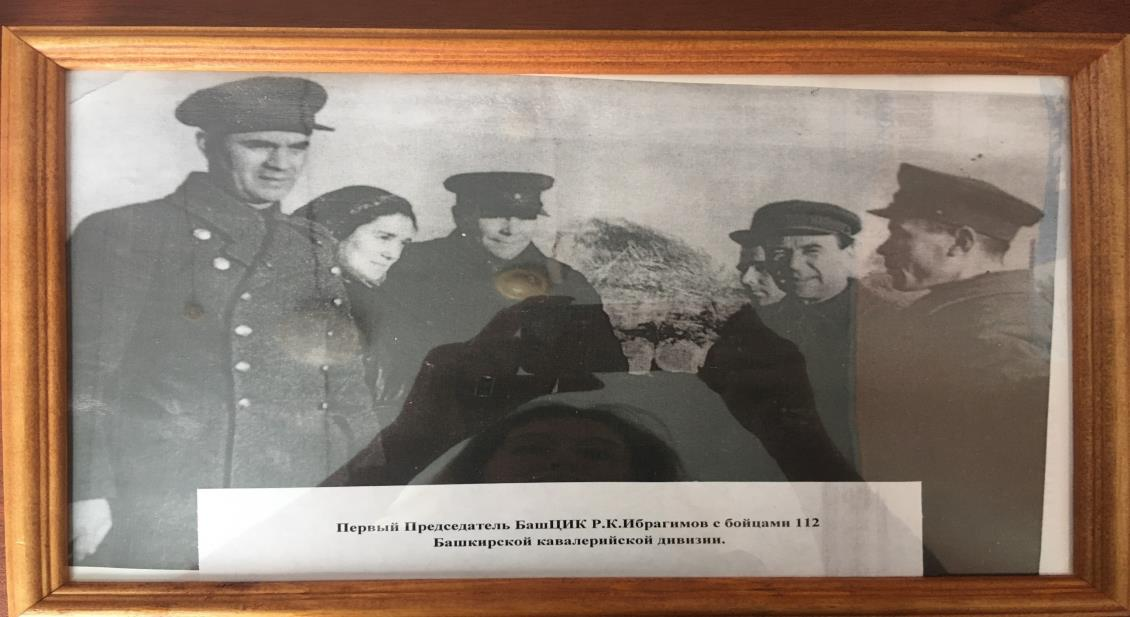 Первый Председатель БашЦИК Р.К.Ибрагимов с бойцами 112
Башкирской кавалерийской дивизии.